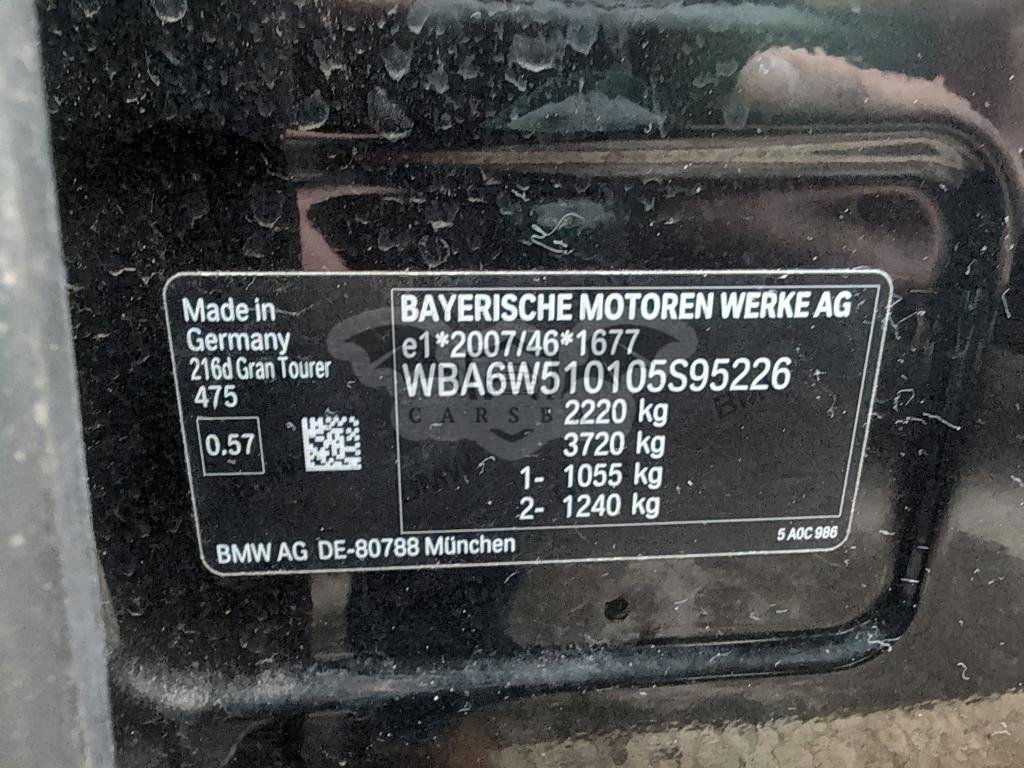 Made in
Germany
216d Gran Tourer
475
0.57
BAYERISCHE MOTOREN WERKE AG
e1*2007/46*1677
WBA6W510105S95226
2220 kg
3720 kg
1- 1055 kg
2- 1240 kg
BMW AG DE-80788 München
5 A0C 986